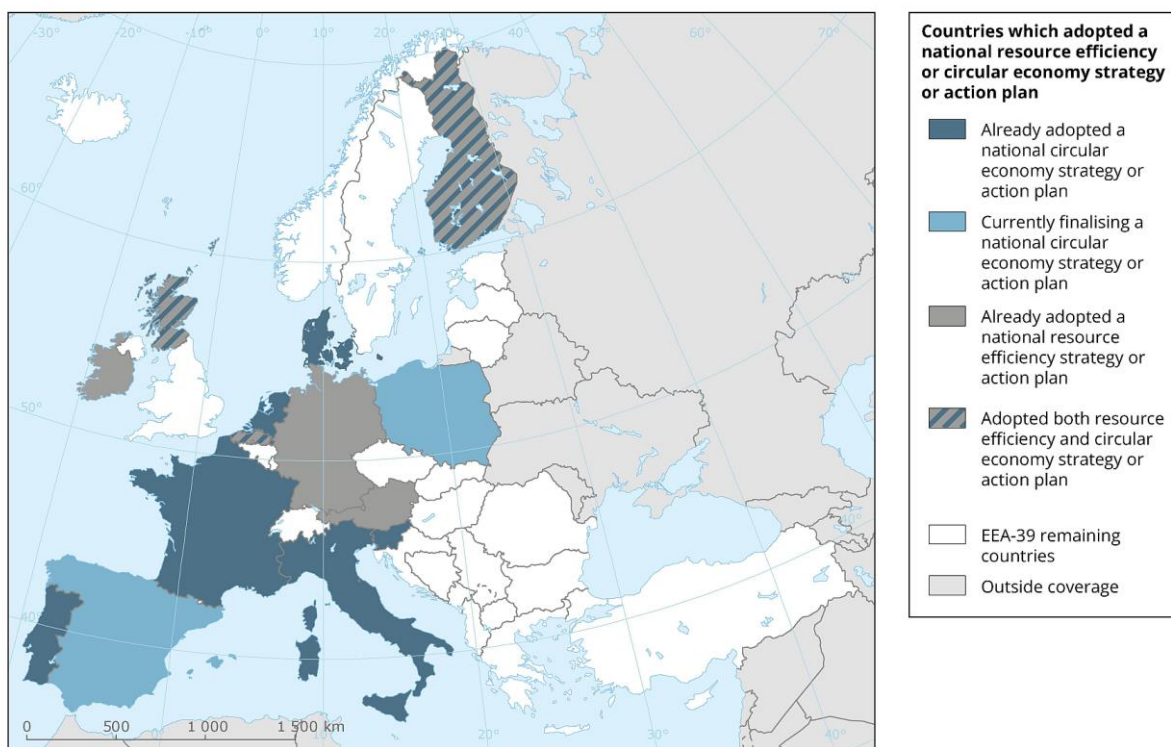 -30°
-20°
-10°
0°
10°
20°
30°
40°
50°
60°
70°
60°
50°
40°
0 500 1 000 1 500 km
0°
10°
20°
30°
40°
40°
Countries which adopted a
national resource efficiency
or circular economy strategy
or action plan
Already adopted a
national circular
economy strategy or
action plan
Currently finalising a
national circular
economy strategy or
action plan
Already adopted a
national resource
efficiency strategy or
action plan
Adopted both resource
efficiency and circular
economy strategy or
action plan
EEA-39 remaining
countries
Outside coverage